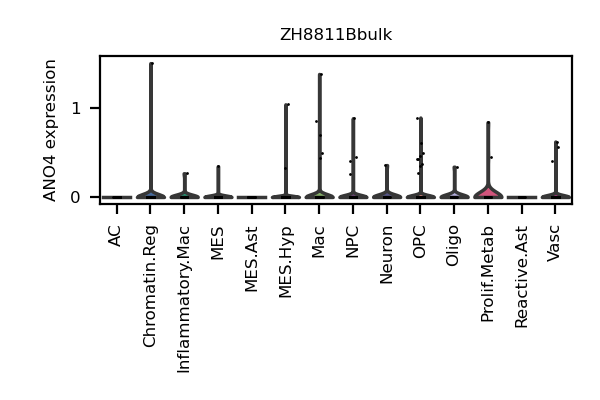 ZH8811Bbulk
ANO4 expression
1
0
AC
Chromatin.Reg
Inflammatory.Mac
MES
MES.Ast
MES.Hyp
Mac
NPC
Neuron
OPC
Oligo
Prolif.Metab
Reactive.Ast
Vasc